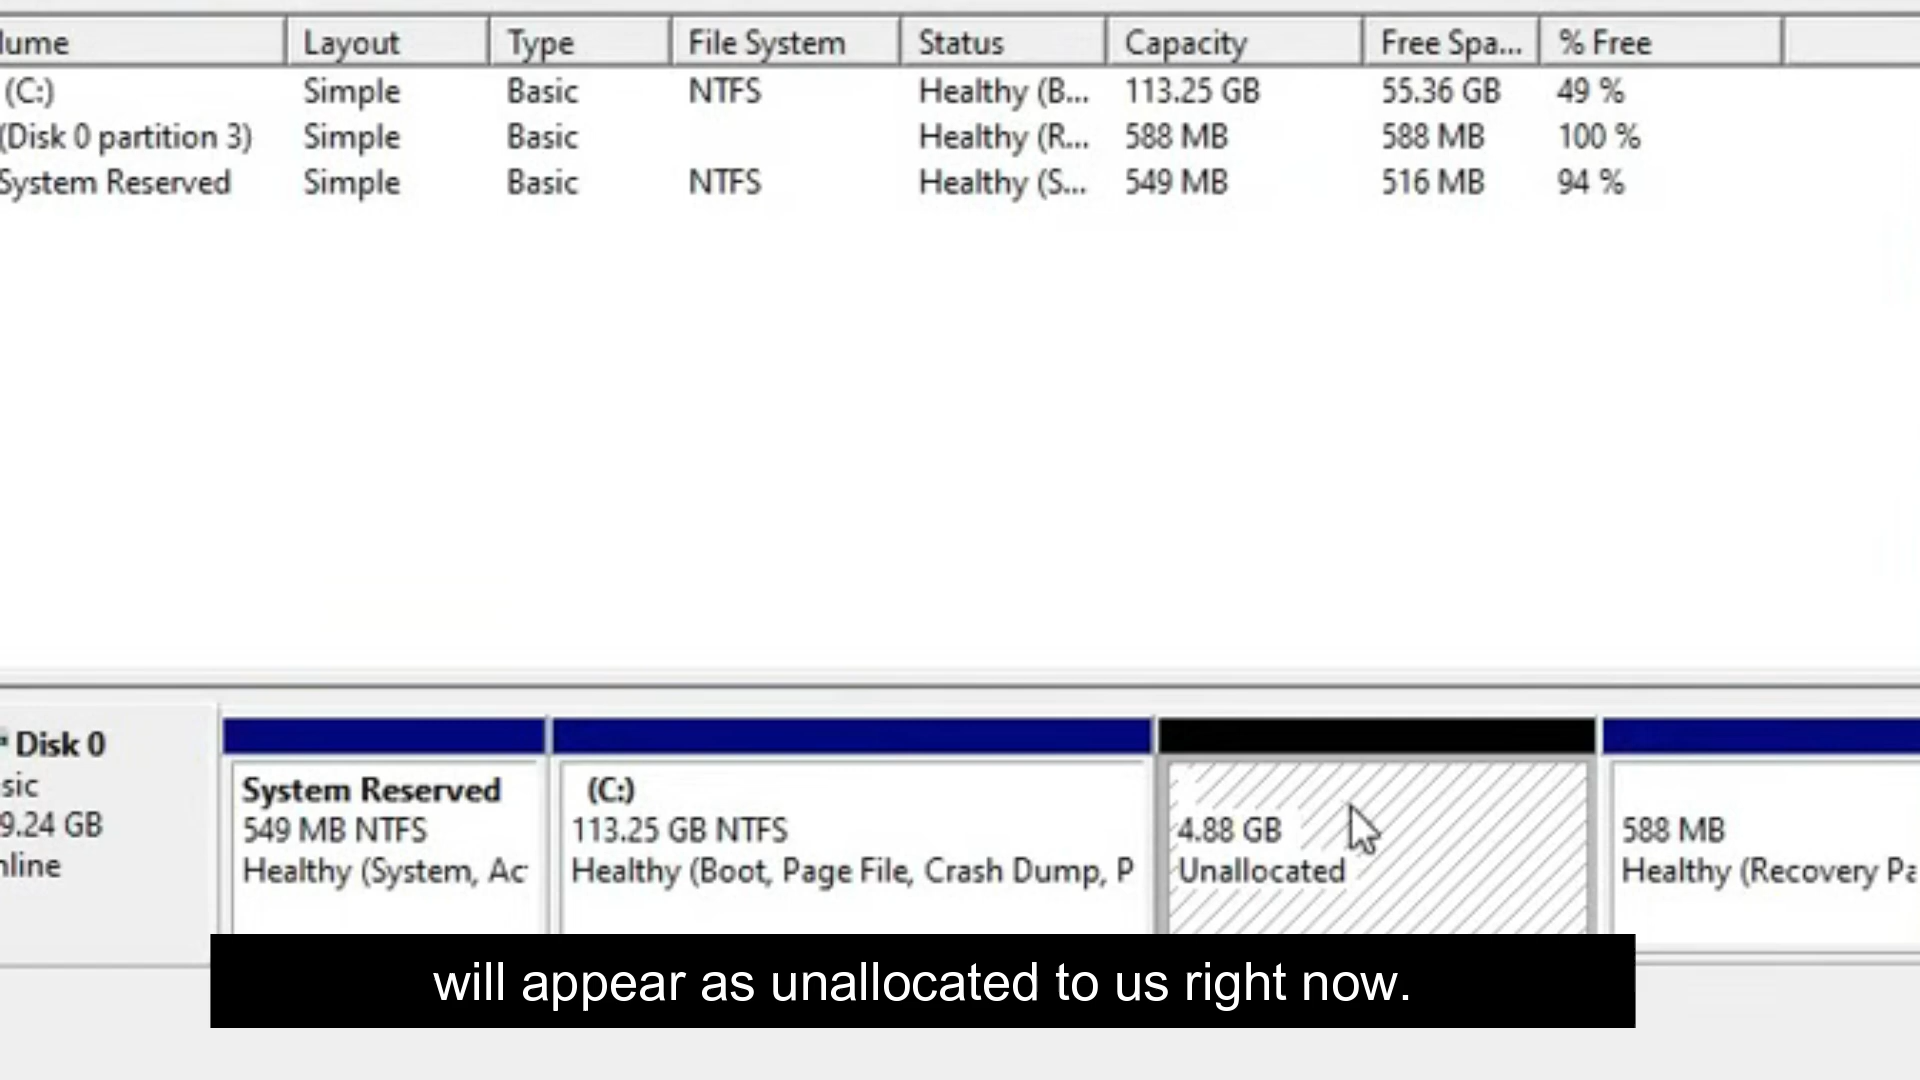 lume Layout Type File System Status Capacity Free Spa... % Free
(C:) Simple Basic NTFS Healthy (B... 113.25 GB 55.36 GB 49 %
(Disk 0 partition 3) Simple Basic Healthy (R... 588 MB 588 MB 100 %
System Reserved Simple Basic NTFS Healthy (S... 549 MB 516 MB 94 %
Disk 0
sic
9.24 GB
nline
System Reserved
549 MB NTFS
Healthy (System, Ac
(C:)
113.25 GB NTFS
Healthy (Boot, Page File, Crash Dump, P
4.88 GB
Unallocated
588 MB
Healthy (Recovery Pa
will appear as unallocated to us right now.